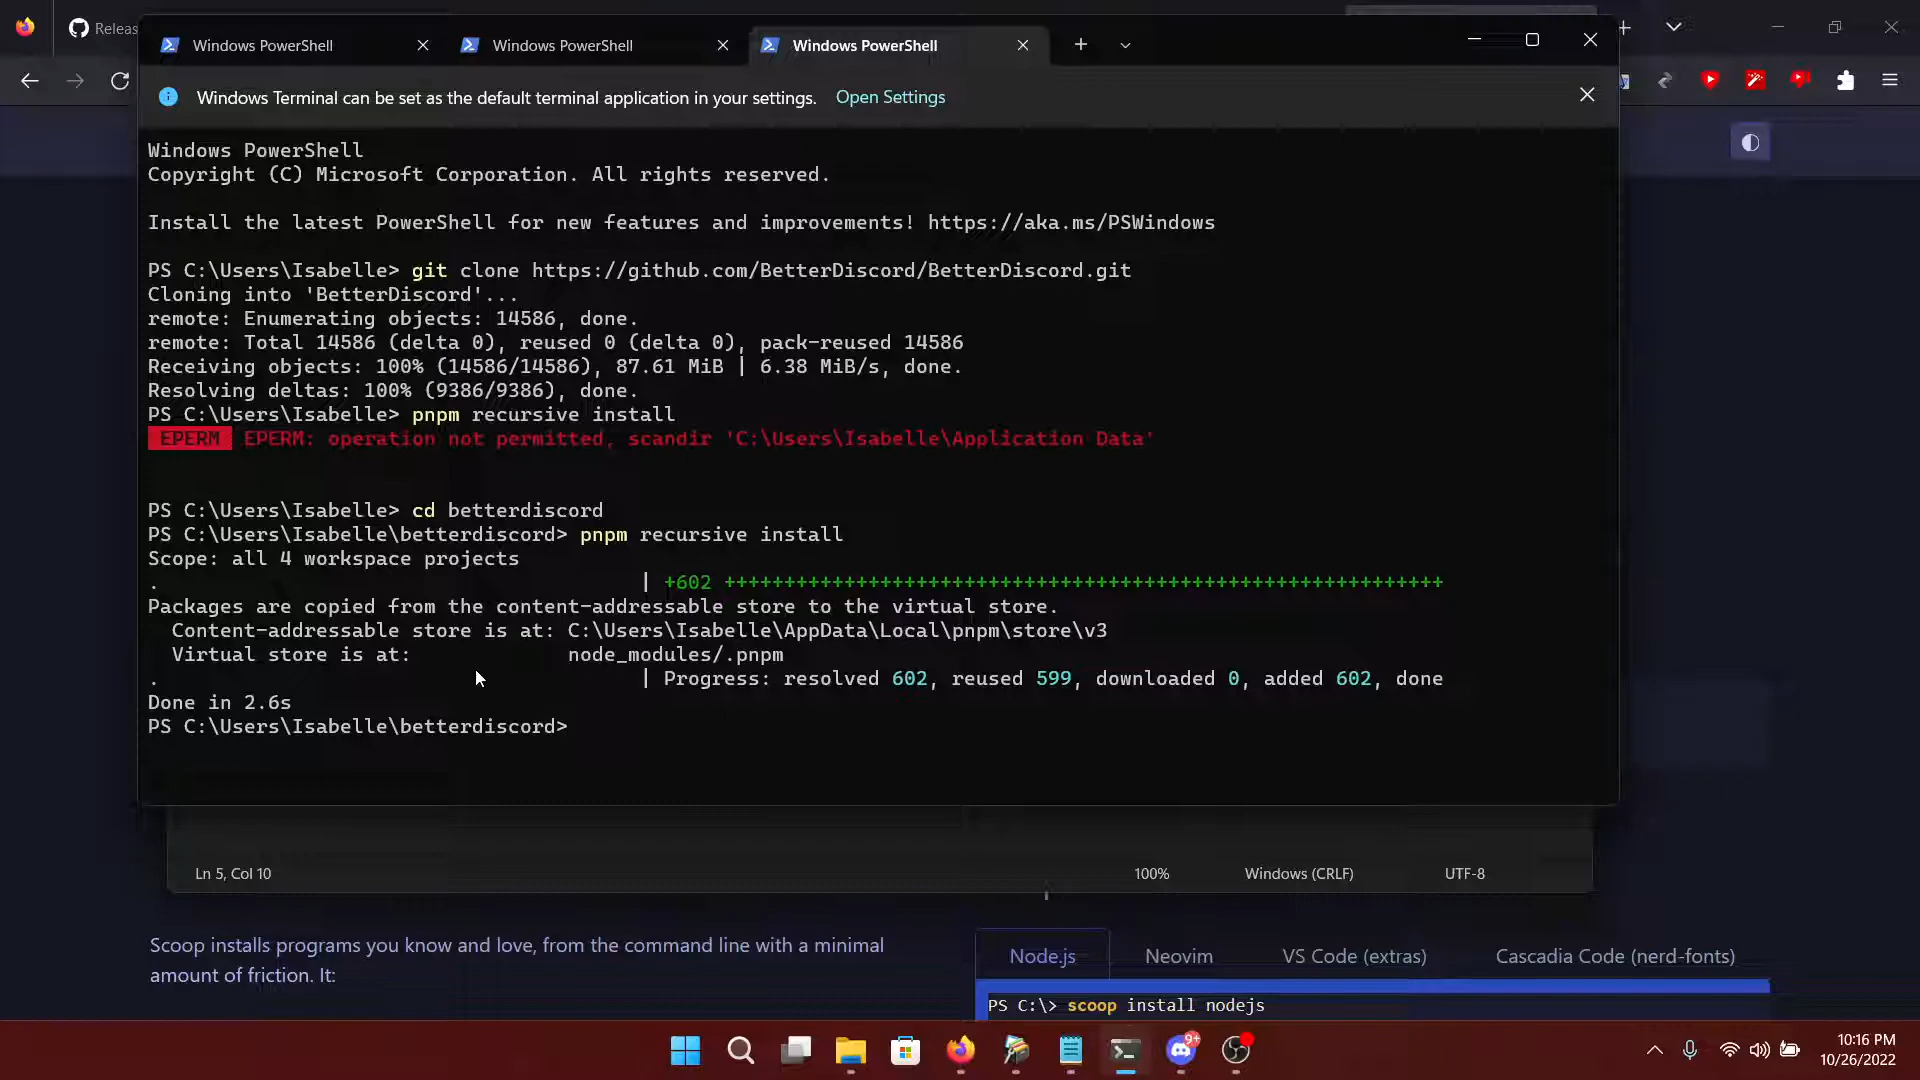 Releas
Windows PowerShell
Windows PowerShell
Windows PowerShell
Windows Terminal can be set as the default terminal application in your settings. Open Settings
Windows PowerShell
Copyright (C) Microsoft Corporation. All rights reserved.
Install the latest PowerShell for new features and improvements! https://aka.ms/PSWindows
PS C:\Users\Isabelle> git clone https://github.com/BetterDiscord/BetterDiscord.git
Cloning into 'BetterDiscord'...
remote: Enumerating objects: 14586, done.
remote: Total 14586 (delta 0), reused 0 (delta 0), pack-reused 14586
Receiving objects: 100% (14586/14586), 87.61 MiB | 6.38 MiB/s, done.
Resolving deltas: 100% (9386/9386), done.
PS C:\Users\Isabelle> pnpm recursive install
EPERM EPERM: operation not permitted, scandir 'C:\Users\Isabelle\Application Data'
PS C:\Users\Isabelle> cd betterdiscord
PS C:\Users\Isabelle\betterdiscord> pnpm recursive install
Scope: all 4 workspace projects
. | +602 ++++++++++++++++++++++++++++++++++++++++++++++++++++++++++++
Packages are copied from the content-addressable store to the virtual store.
Content-addressable store is at: C:\Users\Isabelle\AppData\Local\pnpm\store\v3
Virtual store is at: node_modules/.pnpm
. | Progress: resolved 602, reused 599, downloaded 0, added 602, done
Done in 2.6s
PS C:\Users\Isabelle\betterdiscord>
Ln 5, Col 10
100%
Windows (CRLF)
UTF-8
Scoop installs programs you know and love, from the command line with a minimal
amount of friction. It:
Node.js
Neovim
VS Code (extras)
Cascadia Code (nerd-fonts)
PS C:\> scoop install nodejs
9+
10:16 PM
10/26/2022